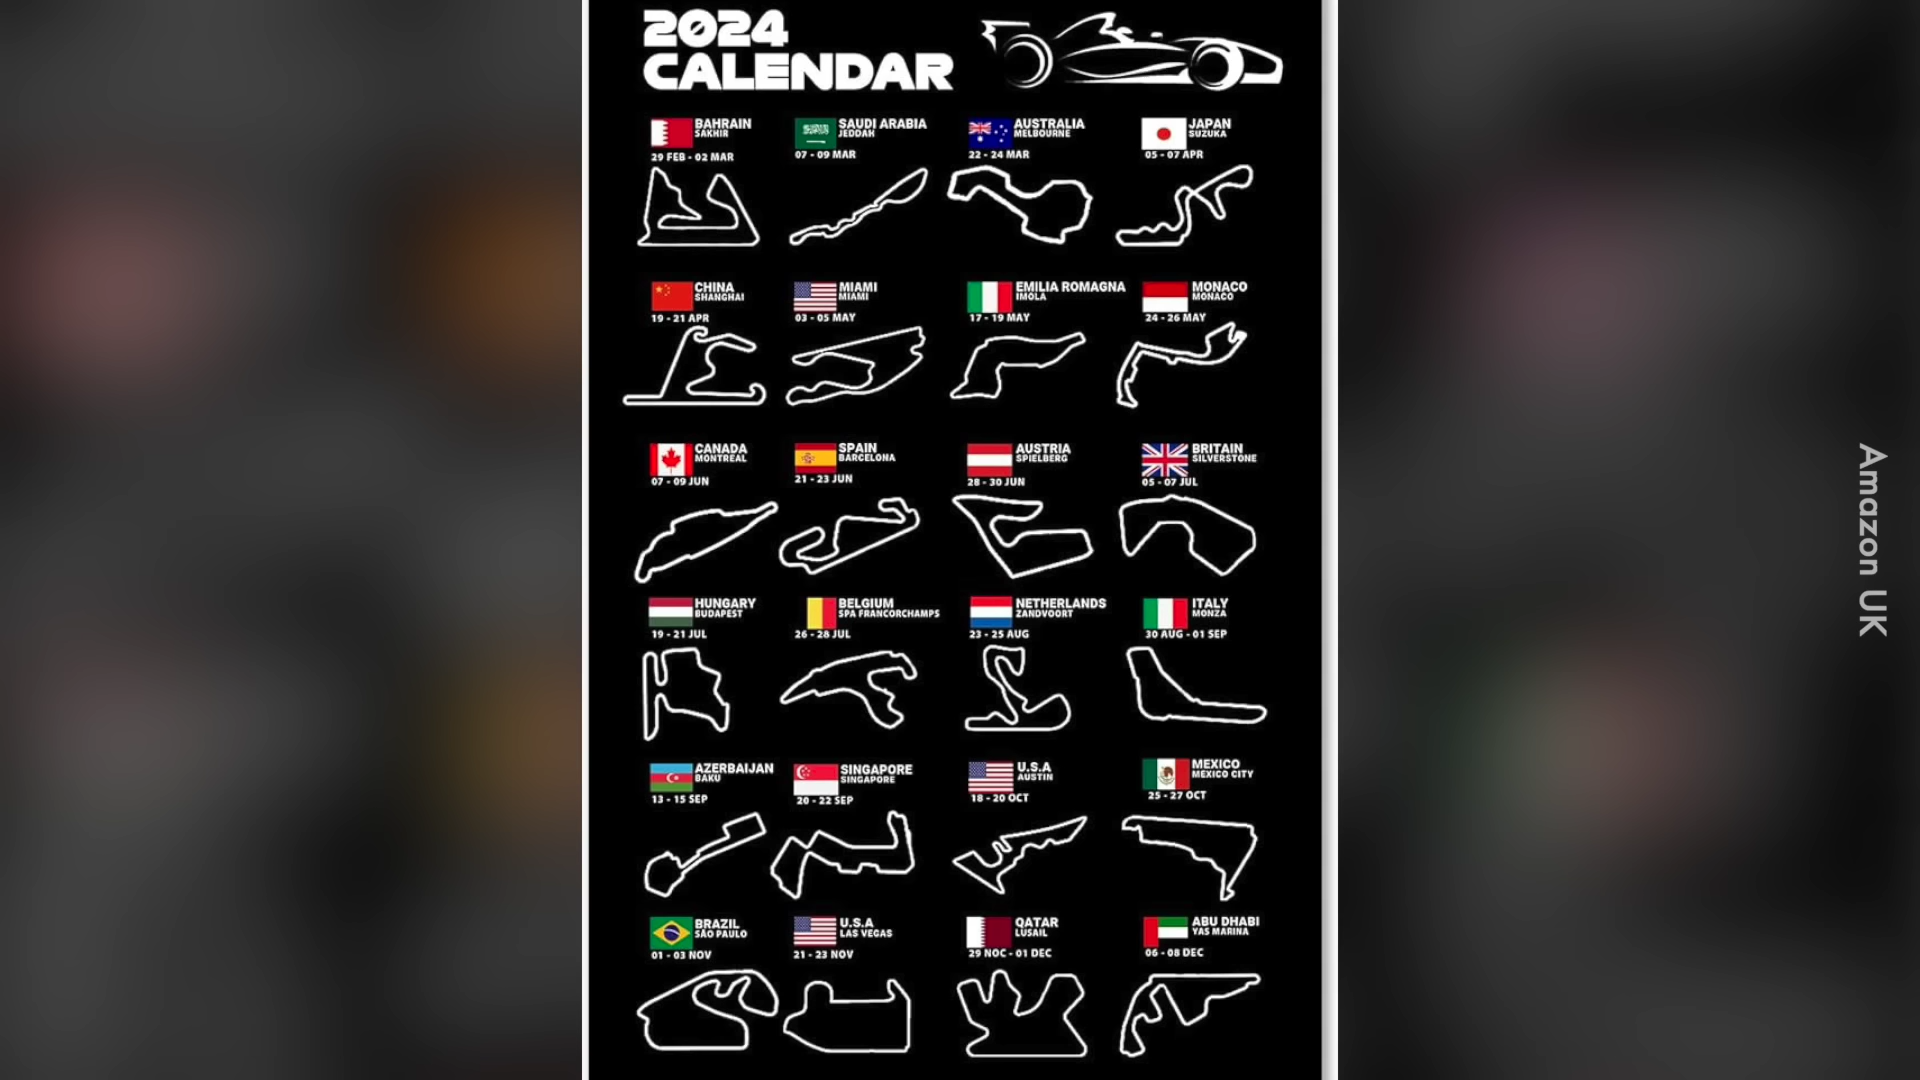 2024
CALENDAR
BAHRAIN
SAKHIR
29 FEB - 02 MAR
SAUDI ARABIA
JEDDAH
07 - 09 MAR
AUSTRALIA
MELBOURNE
22 - 24 MAR
JAPAN
SUZUKA
05 - 07 APR
CHINA
SHANGHAI
19 - 21 APR
MIAMI
MIAMI
03 - 05 MAY
EMILIA ROMAGNA
IMOLA
17 - 19 MAY
MONACO
MONACO
24 - 26 MAY
CANADA
MONTREAL
07 - 09 JUN
SPAIN
BARCELONA
21 - 23 JUN
AUSTRIA
SPIELBERG
28 - 30 JUN
BRITAIN
SILVERSTONE
05 - 07 JUL
HUNGARY
BUDAPEST
19 - 21 JUL
BELGIUM
SPA FRANCORCHAMPS
26 - 28 JUL
NETHERLANDS
ZANDVOORT
23 - 25 AUG
ITALY
MONZA
30 AUG - 01 SEP
AZERBAIJAN
BAKU
13 - 15 SEP
SINGAPORE
SINGAPORE
20 - 22 SEP
U.S.A
AUSTIN
18 - 20 OCT
MEXICO
MEXICO CITY
25 - 27 OCT
BRAZIL
SÃO PAULO
01 - 03 NOV
U.S.A
LAS VEGAS
21 - 23 NOV
QATAR
LUSAIL
29 NOC - 01 DEC
ABU DHABI
YAS MARINA
06 - 08 DEC
Amazon UK